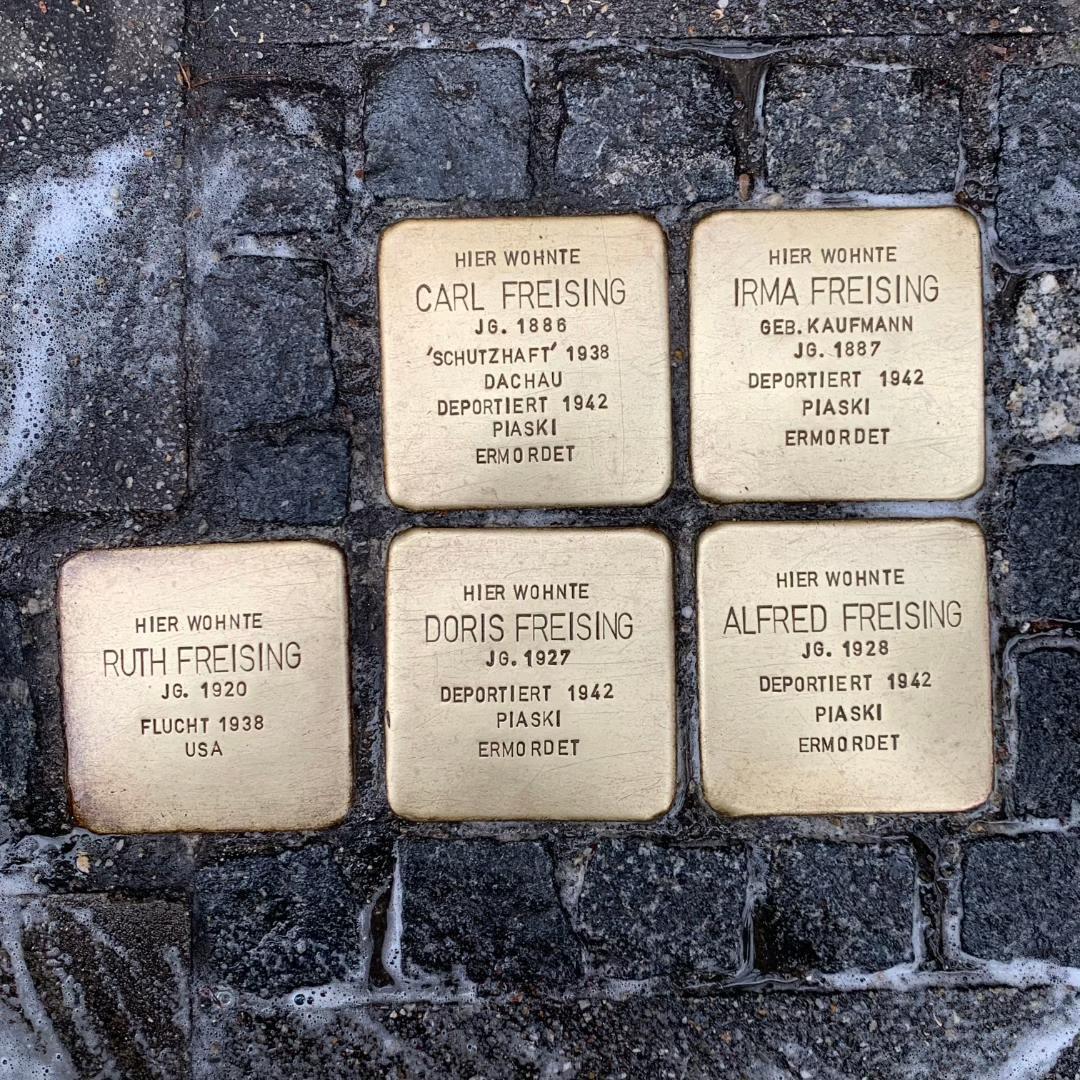 HIER WOHNTE
CARL FREISING
JG. 1886
'SCHUTZHAFT' 1938
DACHAU
DEPORTIERT 1942
PIASKI
ERMORDET
HIER WOHNTE
IRMA FREISING
GEB. KAUFMANN
JG. 1887
DEPORTIERT 1942
PIASKI
ERMORDET
HIER WOHNTE
RUTH FREISING
JG. 1920
FLUCHT 1938
USA
HIER WOHNTE
DORIS FREISING
JG. 1927
DEPORTIERT 1942
PIASKI
ERMORDET
HIER WOHNTE
ALFRED FREISING
JG. 1928
DEPORTIERT 1942
PIASKI
ERMORDET